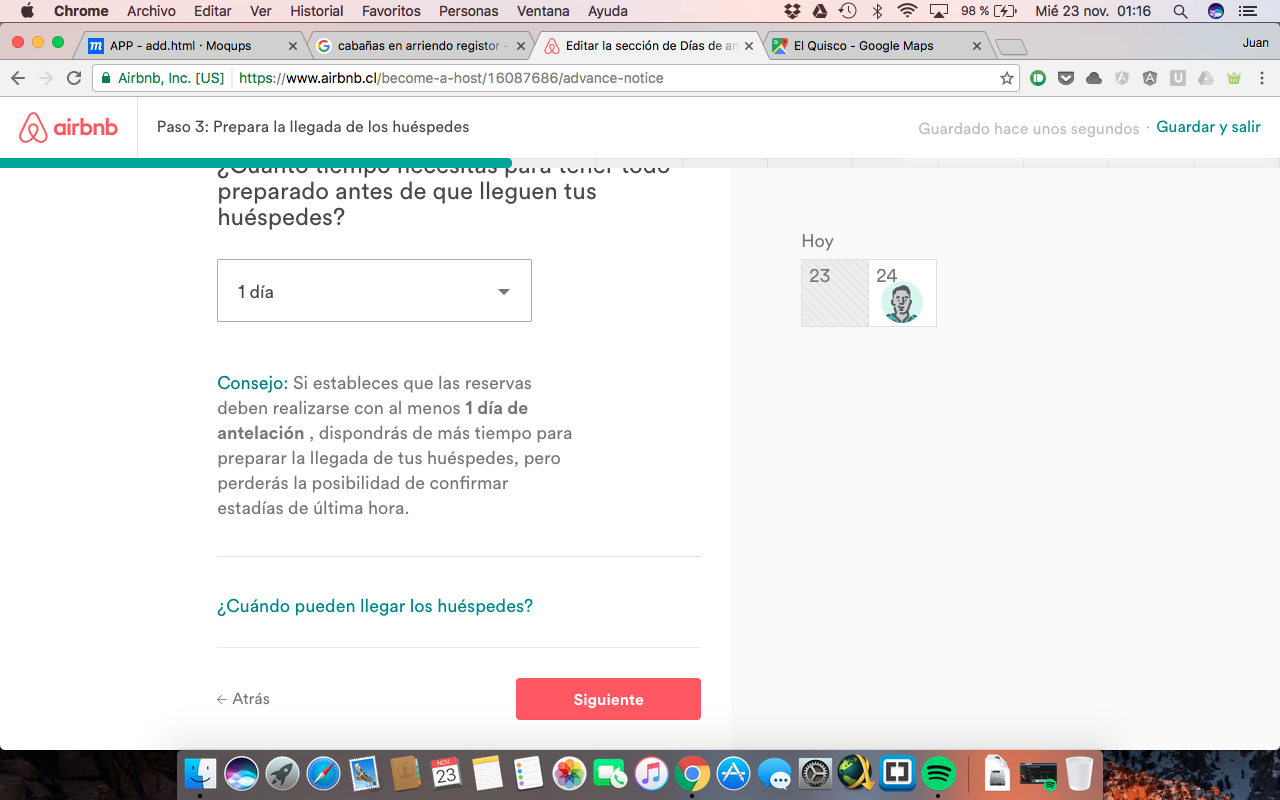 Chrome Archivo Editar Ver Historial Favoritos Personas Ventana Ayuda 98 % Mié 23 nov. 01:16
APP - add.html · Moqups
cabañas en arriendo registor -
Editar la sección de Días de an
El Quisco - Google Maps
Juan
Airbnb, Inc. [US] https://www.airbnb.cl/become-a-host/16087686/advance-notice
airbnb
Paso 3: Prepara la llegada de los huéspedes
Guardado hace unos segundos · Guardar y salir
¿Cuánto tiempo necesitas para tener todo
preparado antes de que lleguen tus
huéspedes?
1 día
Consejo: Si estableces que las reservas
deben realizarse con al menos 1 día de
antelación , dispondrás de más tiempo para
preparar la llegada de tus huéspedes, pero
perderás la posibilidad de confirmar
estadías de última hora.
¿Cuándo pueden llegar los huéspedes?
← Atrás
Siguiente
Hoy
23 24
NOV
23